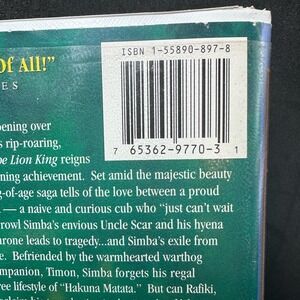 ISBN 1-55890-897-8
Of All!”
ES
7 65362-9770-3 1
pening over
s rip-roaring,
he Lion King reigns
rning achievement. Set amid the majestic beauty
g-of-age saga tells of the love between a proud
— a naive and curious cub who “just can't wait
rowl Simba's envious Uncle Scar and his hyena
hrone leads to tragedy...and Simba's exile from
e. Befriended by the warmhearted warthog
ompanion, Timon, Simba forgets his regal
ree lifestyle of “Hakuna Matata.” But can Rafiki,